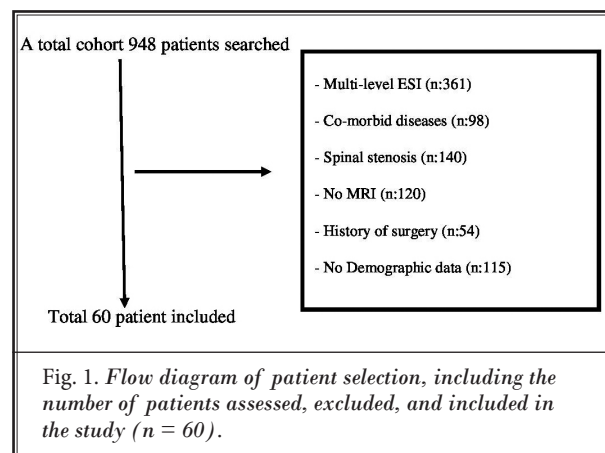 A total cohort 948 patients searched
- Multi-level ESI (n:361)
- Co-morbid diseases (n:98)
- Spinal stenosis (n:140)
- No MRI (n:120)
- History of surgery (n:54)
- No Demographic data (n:115)
Total 60 patient included
Fig. 1. Flow diagram of patient selection, including the
number of patients assessed, excluded, and included in
the study (n = 60).